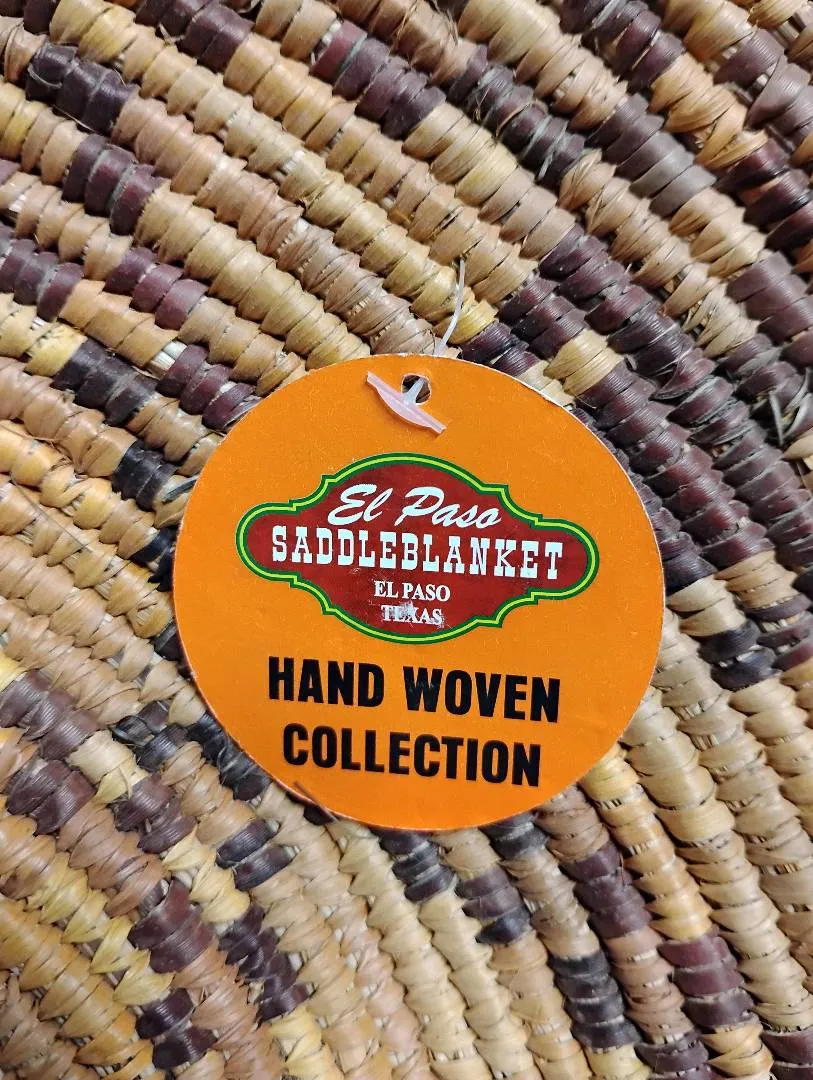 El Paso
SADDLEBLANKET
EL PASO
TEXAS
HAND WOVEN
COLLECTION